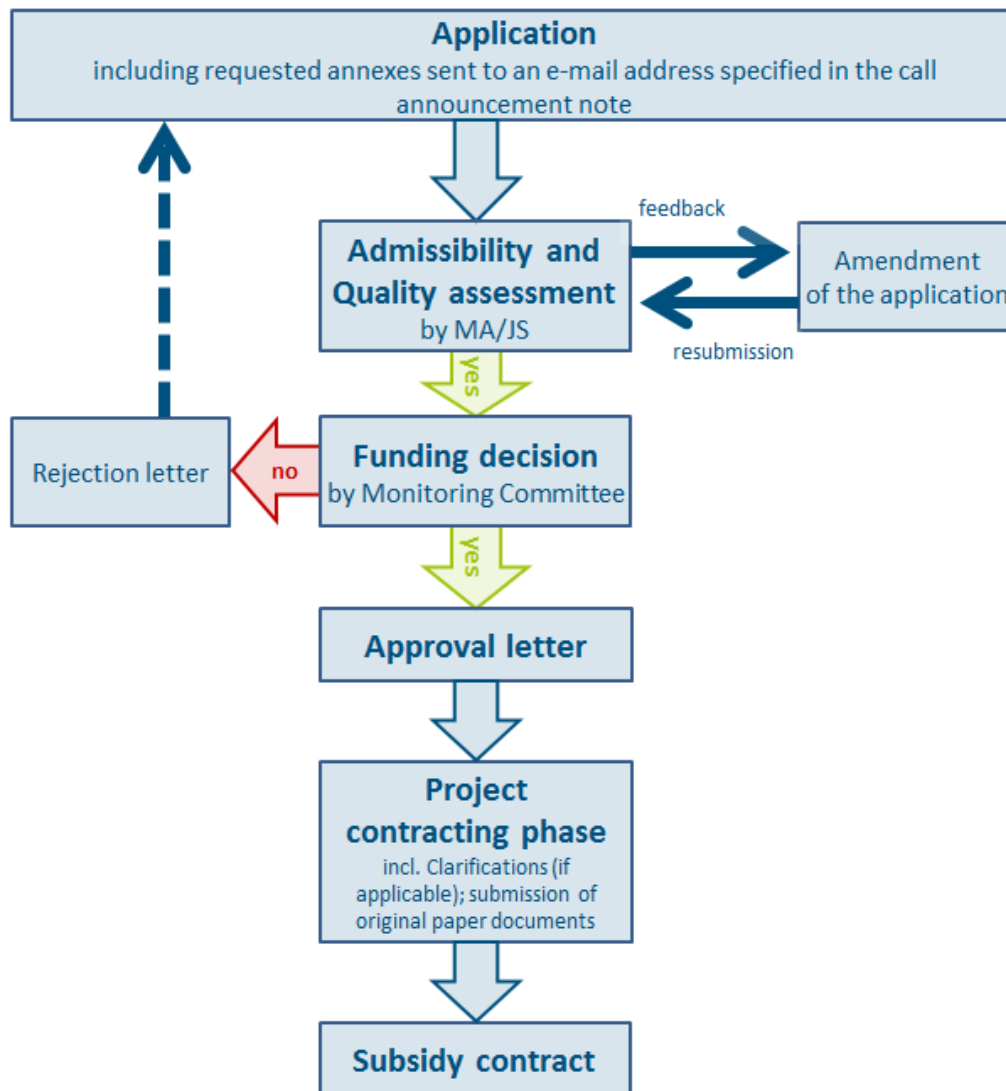 Application
including requested annexes sent to an e-mail address specified in the call
announcement note
feedback
Admissibility and
Quality assessment
by MA/JS
Amendment
of the application
resubmission
yes
Rejection letter
no
Funding decision
by Monitoring Committee
yes
Approval letter
Project
contracting phase
incl. Clarifications (if
applicable); submission of
original paper documents
Subsidy contract